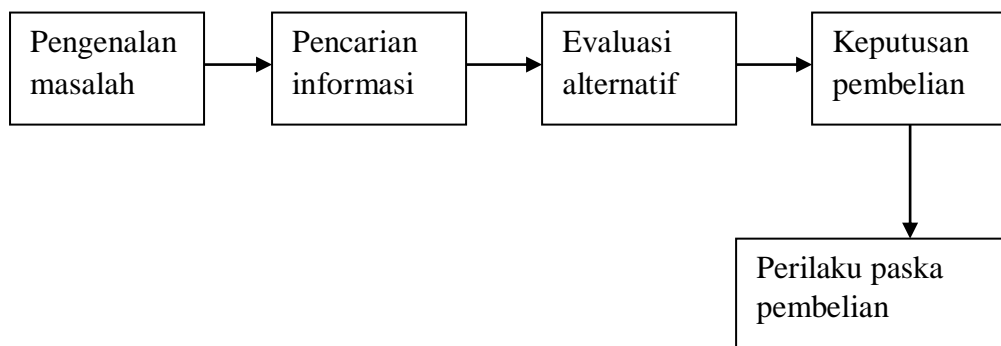 Pengenalan
masalah
Pencarian
informasi
Evaluasi
alternatif
Keputusan
pembelian
Perilaku paska
pembelian